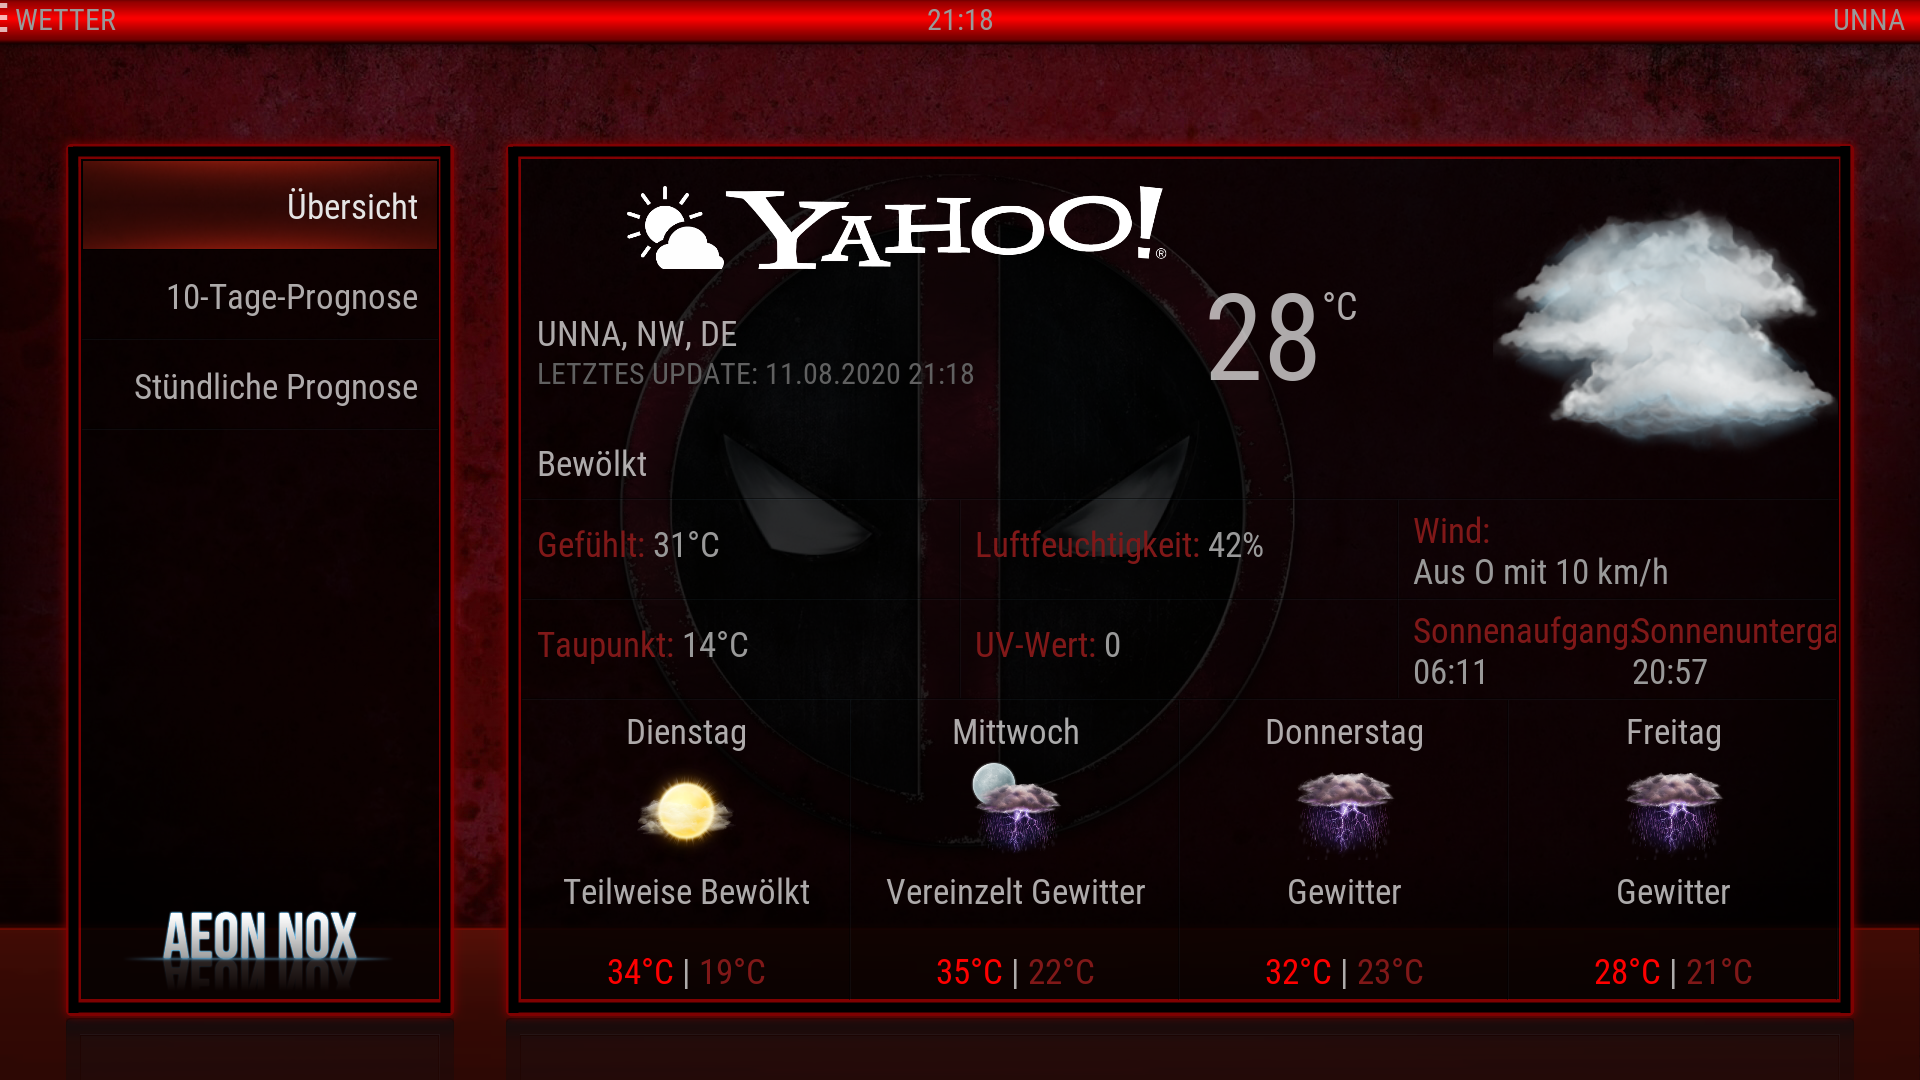 WETTER
21:18
UNNA
Übersicht
10-Tage-Prognose
Stündliche Prognose
AEON NOX
YAHOO!®
28°C
UNNA, NW, DE
LETZTES UPDATE: 11.08.2020 21:18
Bewölkt
Gefühlt: 31°C
Luftfeuchtigkeit: 42%
Wind:
Aus O mit 10 km/h
Taupunkt: 14°C
UV-Wert: 0
Sonnenaufgang:
06:11
Sonnenunterga
20:57
Dienstag
Teilweise Bewölkt
34°C | 19°C
Mittwoch
Vereinzelt Gewitter
35°C | 22°C
Donnerstag
Gewitter
32°C | 23°C
Freitag
Gewitter
28°C | 21°C